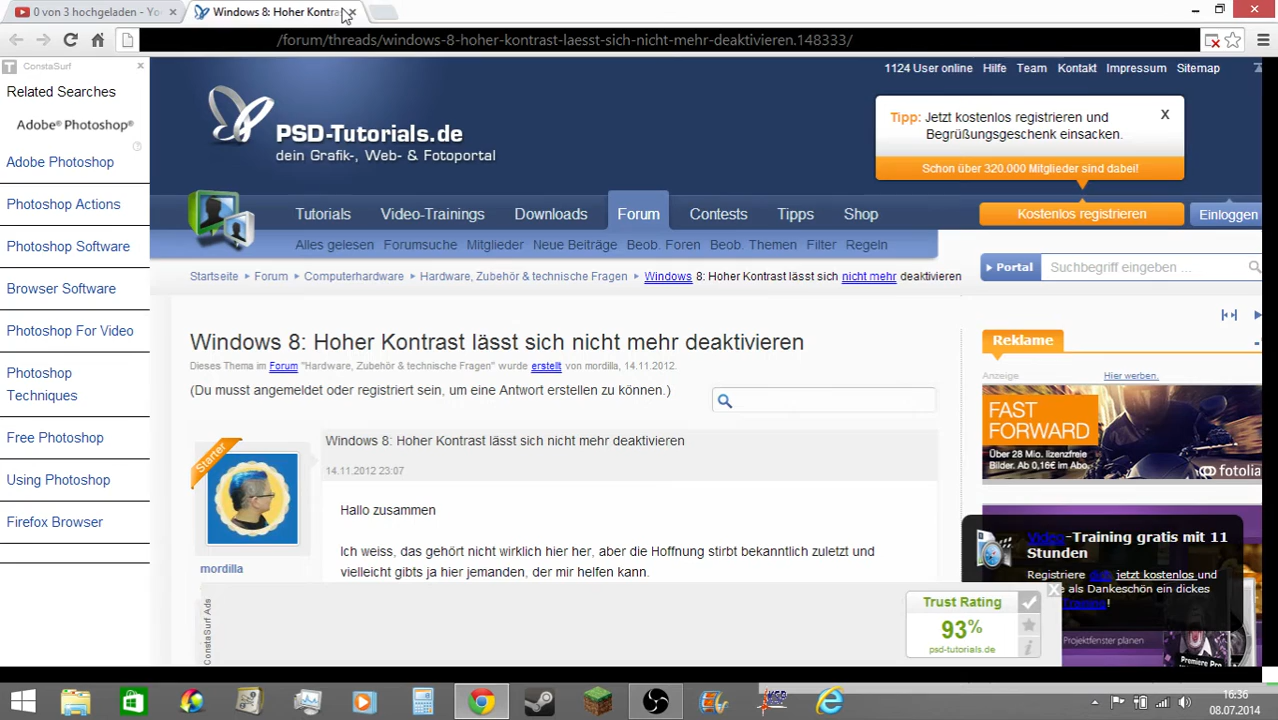 0 von 3 hochgeladen - Yo
Windows 8: Hoher Kontra
/forum/threads/windows-8-hoher-kontrast-laesst-sich-nicht-mehr-deaktivieren.148333/
ConstaSurf
Related Searches
Adobe® Photoshop®
Adobe Photoshop
Photoshop Actions
Photoshop Software
Browser Software
Photoshop For Video
Photoshop
Techniques
Free Photoshop
Using Photoshop
Firefox Browser
1124 User online Hilfe Team Kontakt Impressum Sitemap
PSD-Tutorials.de
dein Grafik-, Web- & Fotoportal
Tipp: Jetzt kostenlos registrieren und
Begrüßungsgeschenk einsacken.
X
Schon über 320.000 Mitglieder sind dabei!
Tutorials Video-Trainings Downloads Forum Contests Tipps Shop
Kostenlos registrieren Einloggen
Alles gelesen Forumsuche Mitglieder Neue Beiträge Beob. Foren Beob. Themen Filter Regeln
Startseite Forum Computerhardware Hardware, Zubehör & technische Fragen Windows 8: Hoher Kontrast lässt sich nicht mehr deaktivieren
Portal Suchbegriff eingeben ...
Windows 8: Hoher Kontrast lässt sich nicht mehr deaktivieren
Dieses Thema im Forum "Hardware, Zubehör & technische Fragen" wurde erstellt von mordilla, 14.11.2012.
(Du musst angemeldet oder registriert sein, um eine Antwort erstellen zu können.)
Starter
mordilla
Windows 8: Hoher Kontrast lässt sich nicht mehr deaktivieren
14.11.2012 23:07
Hallo zusammen
Ich weiss, das gehört nicht wirklich hier her, aber die Hoffnung stirbt bekanntlich zuletzt und
vielleicht gibts ja hier jemanden, der mir helfen kann.
ConstaSurf Ads
Reklame
Anzeige Hier werben.
FAST
FORWARD
Über 28 Mio. lizenzfreie
Bilder. Ab 0,16€ im Abo.
fotolia
Video-Training gratis mit 11
Stunden
Registriere dich jetzt kostenlos und
als Dankeschön ein dickes
Training!
Projektfenster planen
Premiere Pro
Trust Rating
93%
psd-tutorials.de
16:36
08.07.2014